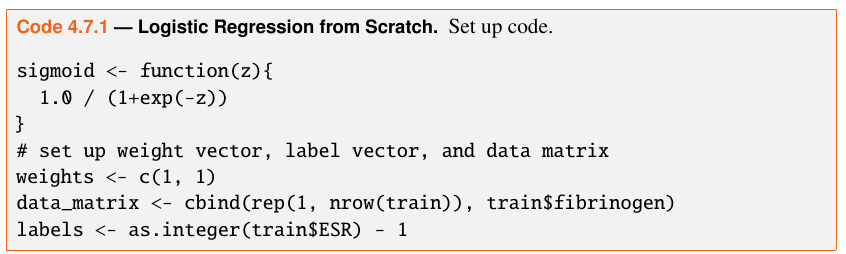 Code 4.7.1 — Logistic Regression from Scratch. Set up code.
sigmoid <- function(z){
  1.0 / (1+exp(-z))
}
# set up weight vector, label vector, and data matrix
weights <- c(1, 1)
data_matrix <- cbind(rep(1, nrow(train)), train$fibrinogen)
labels <- as.integer(train$ESR) - 1